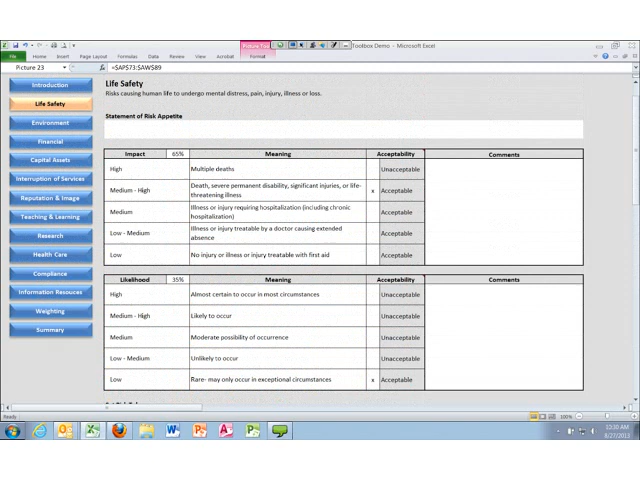 Picture Too
Toolbox Demo - Microsoft Excel
File Home Insert Page Layout Formulas Data Review View Acrobat Format
Picture 23 fx =$AP$73:$AW$89
Introduction
Life Safety
Environment
Financial
Capital Assets
Interruption of Services
Reputation & Image
Teaching & Learning
Research
Health Care
Compliance
Information Resouces
Weighting
Summary
Life Safety
Risks causing human life to undergo mental distress, pain, injury, illness or loss.
Statement of Risk Appetite
Impact 65% Meaning Acceptability Comments
High Multiple deaths Unacceptable
Medium - High Death, severe permanent disability, significant injuries, or life-
threatening illness x Acceptable
Medium Illness or injury requiring hospitalization (including chronic
hospitalization) Acceptable
Low - Medium Illness or injury treatable by a doctor causing extended
absence Acceptable
Low No injury or illness or injury treatable with first aid Acceptable
Likelihood 35% Meaning Acceptability Comments
High Almost certain to occur in most circumstances Unacceptable
Medium - High Likely to occur Unacceptable
Medium Moderate possibility of occurrence Unacceptable
Low - Medium Unlikely to occur Unacceptable
Low Rare- may only occur in exceptional circumstances x Acceptable
Ready 100%
10:30 AM
8/27/2013